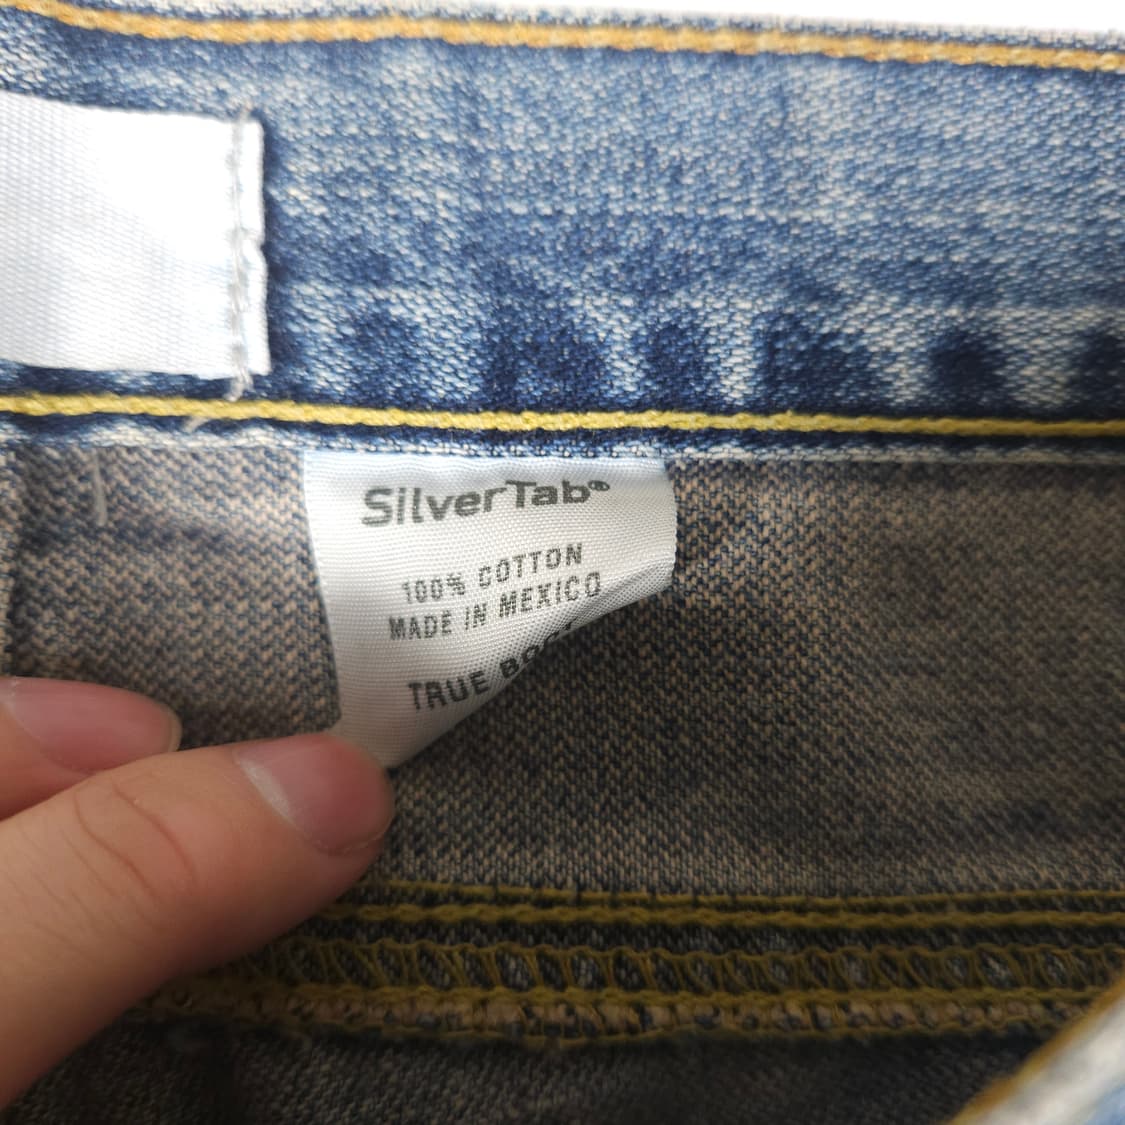 SilverTab®
100% COTTON
MADE IN MEXICO
TRUE